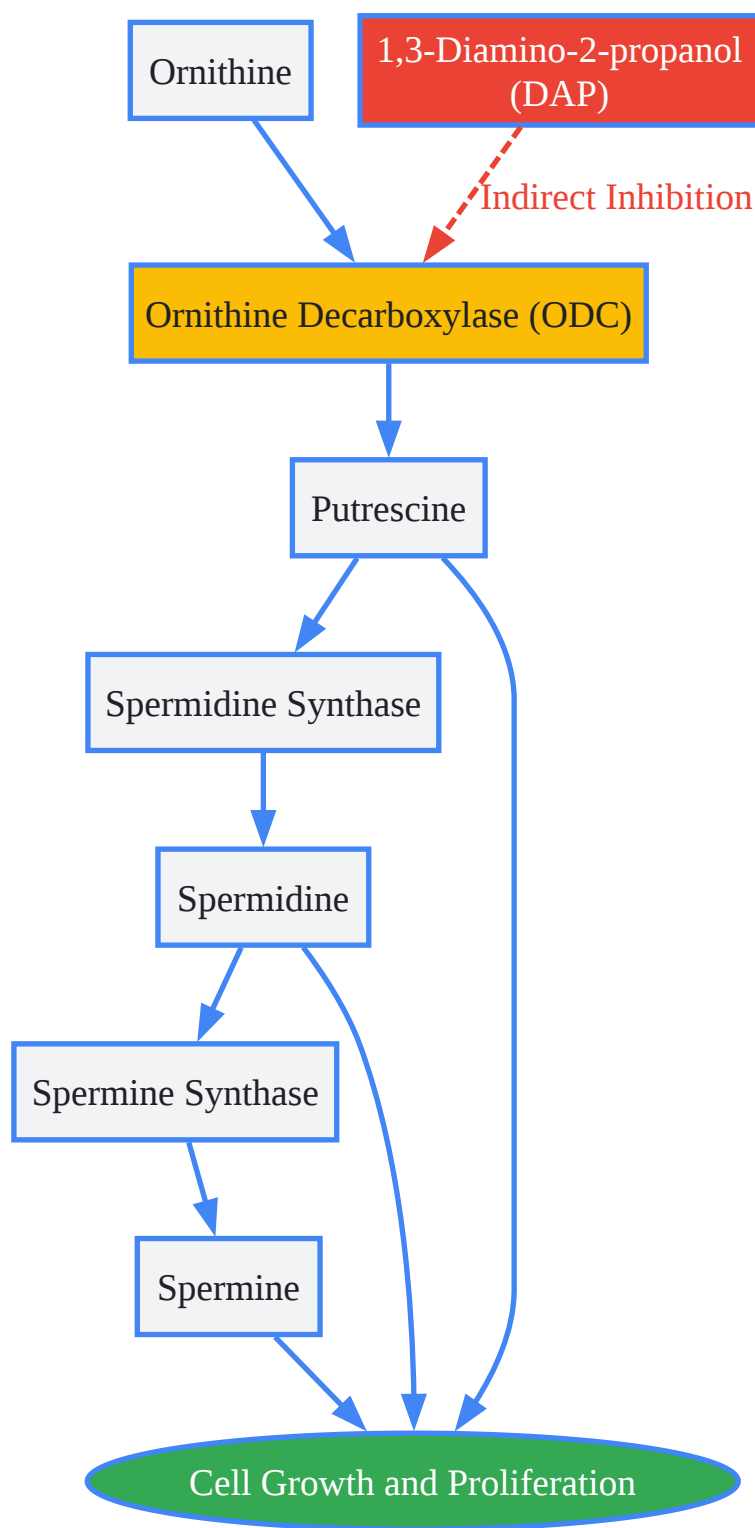 Ornithine
1,3-Diamino-2-propanol
(DAP)
Indirect Inhibition
Ornithine Decarboxylase (ODC)
Putrescine
Spermidine Synthase
Spermidine
Spermine Synthase
Spermine
Cell Growth and Proliferation